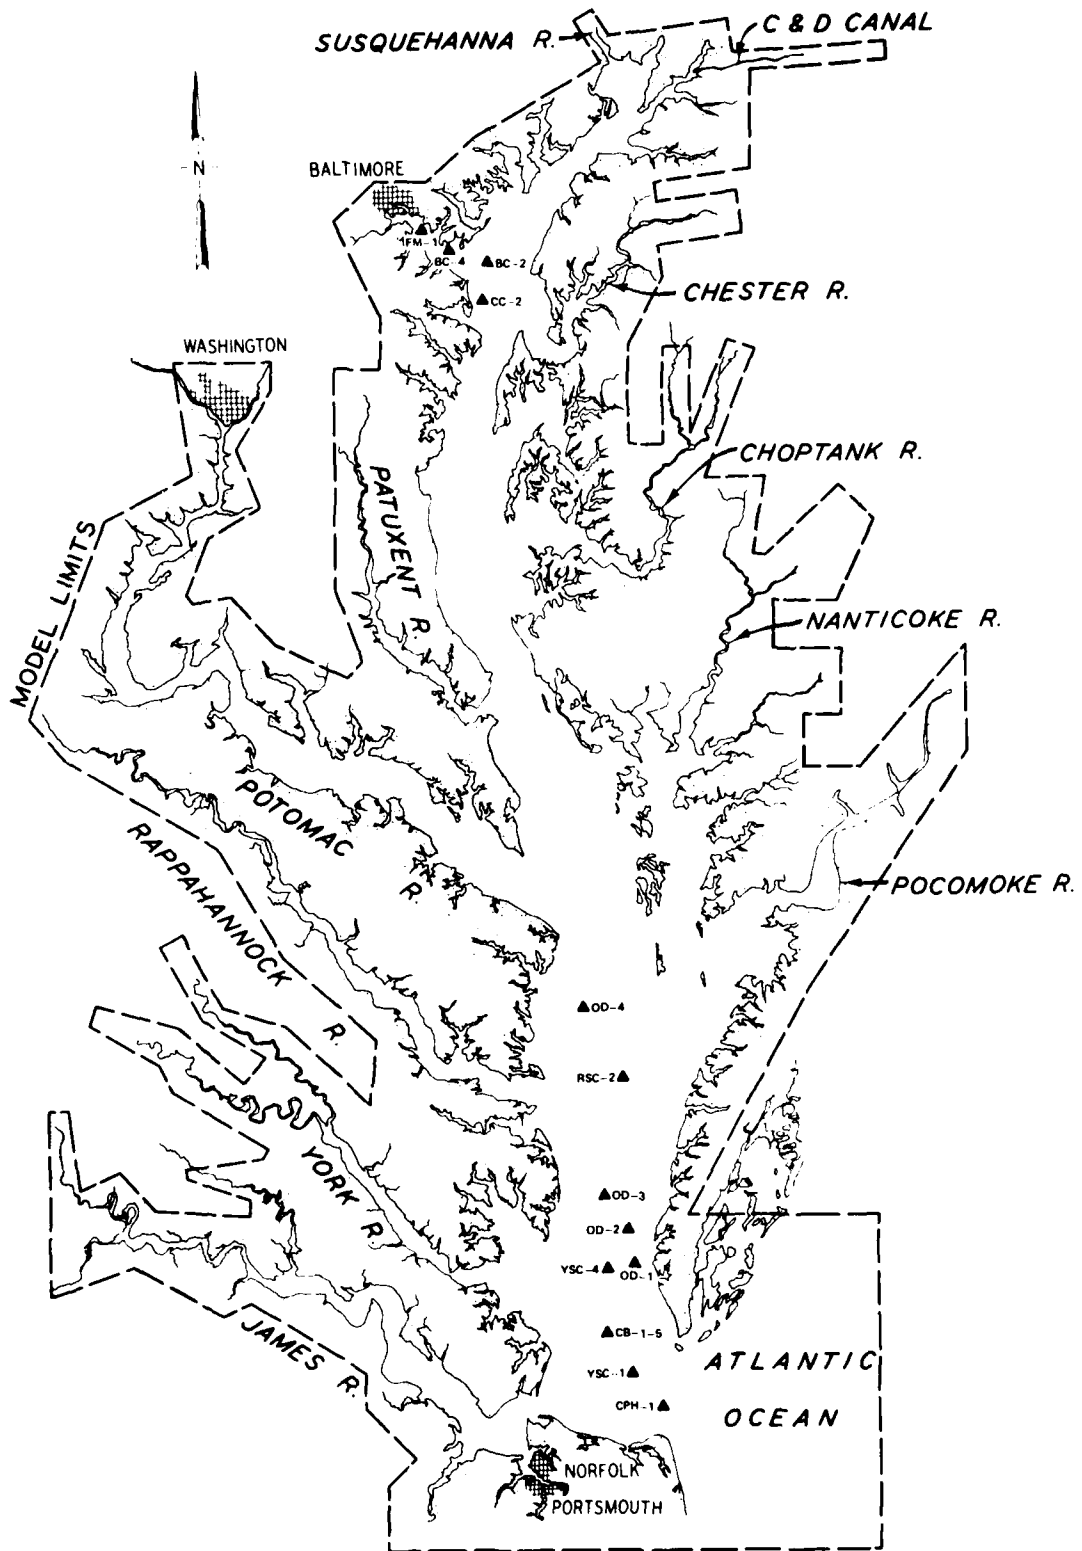 SUSQUEHANNA R.
C & D CANAL
N
BALTIMORE
FM-1
BC-4
BC-2
CC-2
CHESTER R.
WASHINGTON
CHOPTANK R.
PATUXENT R.
MODEL LIMITS
NANTICOKE R.
POTOMAC R.
RAPPAHANNOCK R.
POCOMOKE R.
OD-4
RSC-2
YORK R.
OD-3
OD-2
YSC-4
OD-1
JAMES R.
CB-1-5
YSC-1
CPH-1
ATLANTIC
OCEAN
NORFOLK
PORTSMOUTH